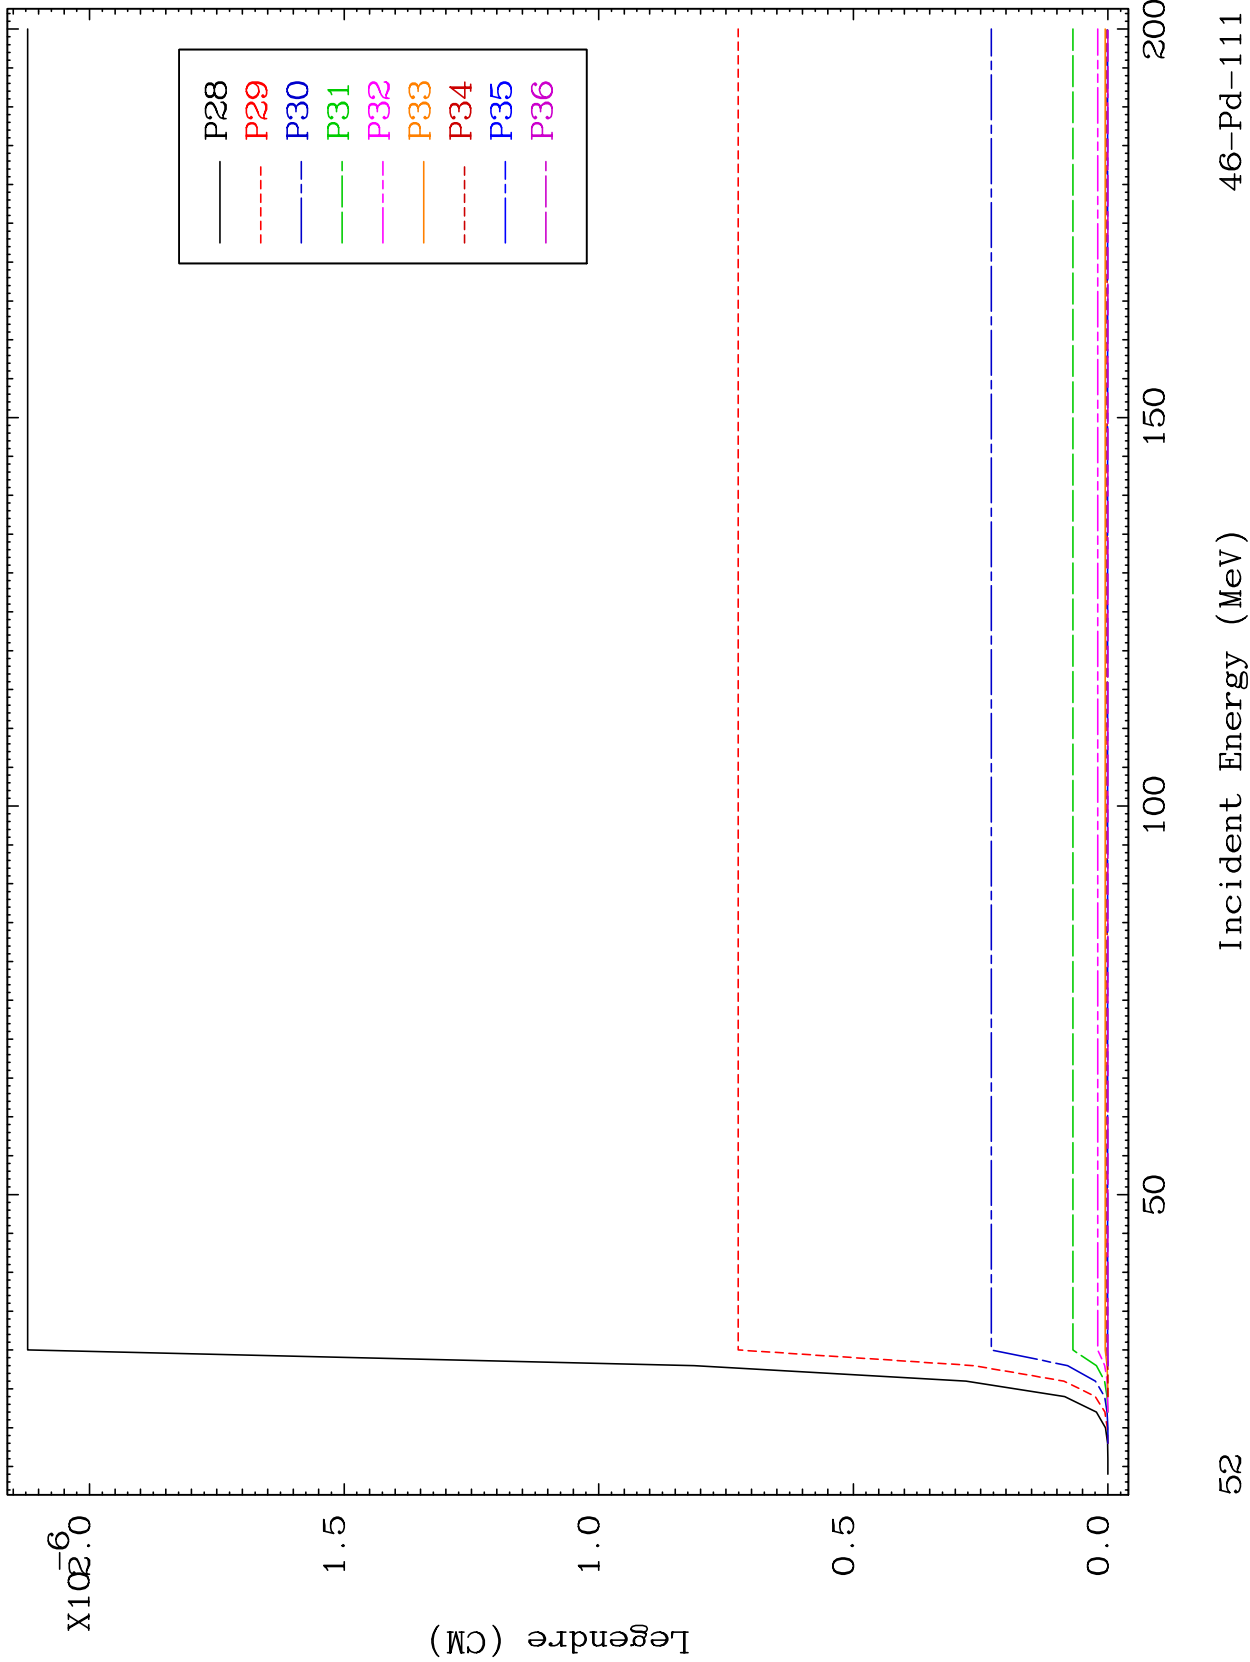 X10-6
2.0
1.5
1.0
0.5
0.0
Legendre (CM)
P28
P29
P30
P31
P32
P33
P34
P35
P36
50
100
150
200
52
Incident Energy (MeV)
46-Pd-111